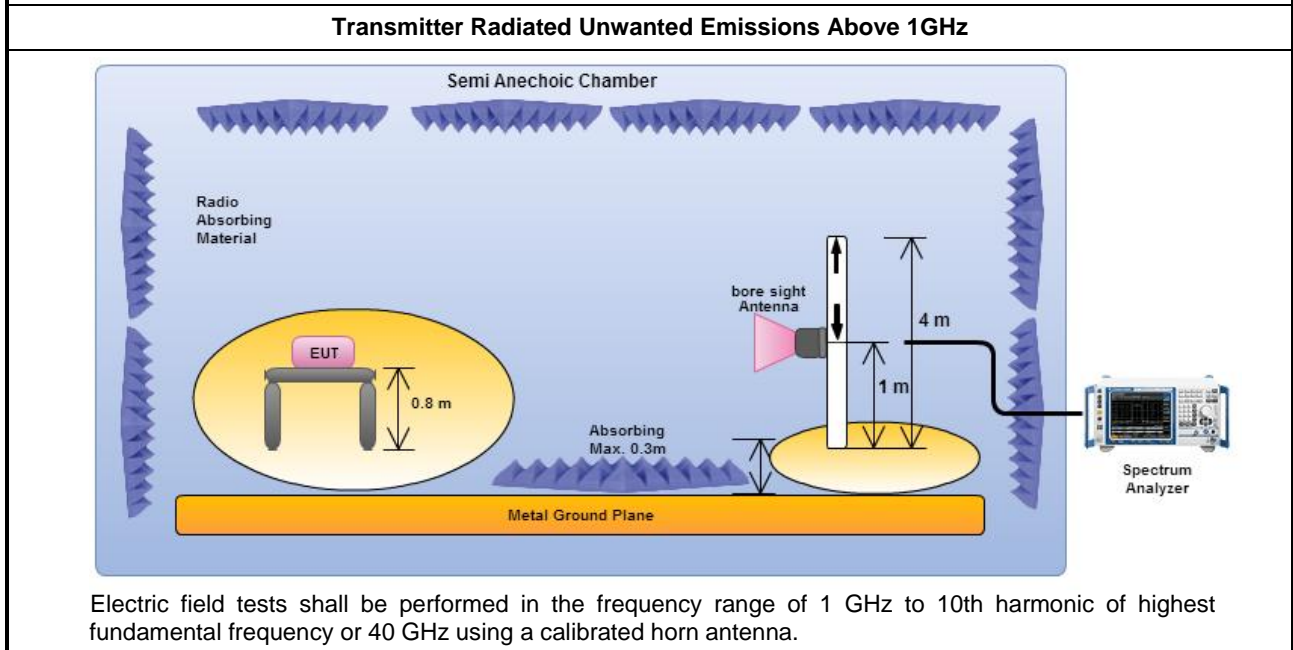 Transmitter Radiated Unwanted Emissions Above 1GHz
Semi Anechoic Chamber
Radio
Absorbing
Material
bore sight
Antenna
4 m
EUT
1 m
0.8 m
Absorbing
Max. 0.3m
Spectrum
Analyzer
Metal Ground Plane
Electric field tests shall be performed in the frequency range of 1 GHz to 10th harmonic of highest
fundamental frequency or 40 GHz using a calibrated horn antenna.